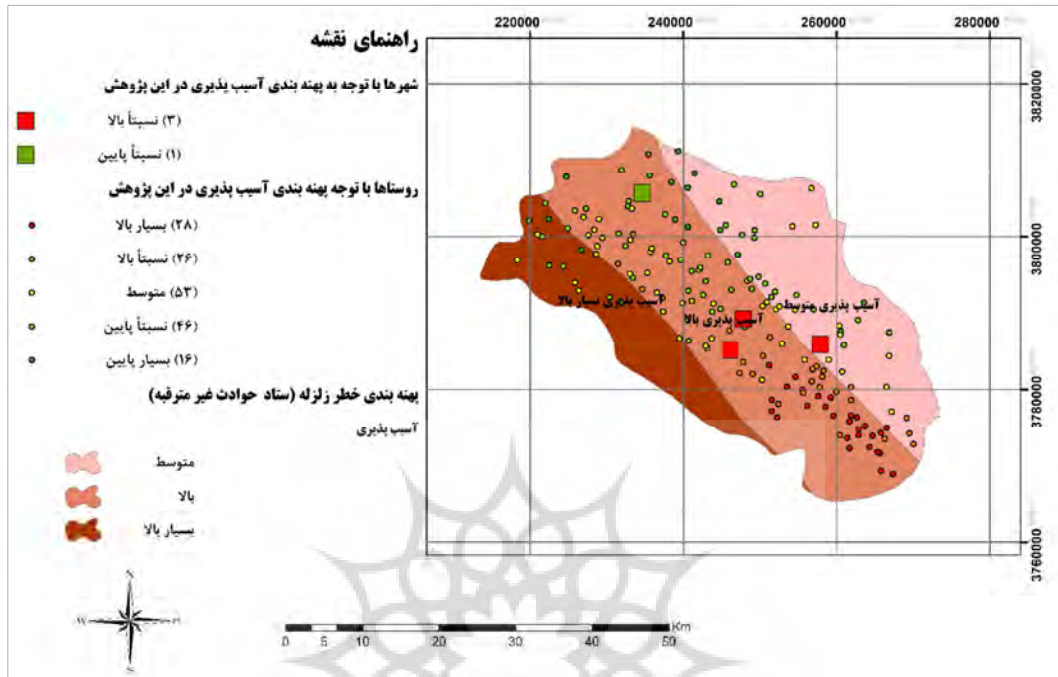 راهنمای نقشه
شهرها با توجه به پهنه بندی آسیب پذیری در این پژوهش
(۳) نسبتأ بالا
(۱) نسبتأ پایین
روستاها با توجه پهنه بندی آسیب پذیری در این پژوهش
(۲۸) بسیار بالا
(۲۶) نسبتأ بالا
(۵۳) متوسط
(۴۶) نسبتأ پایین
(۱۶) بسیار پایین
پهنه بندی خطر زلزله (ستاد حوادث غیر مترقبه)
آسیب پذیری
متوسط
بالا
بسیار بالا
220000 240000 260000 280000
3820000
3800000
3780000
3760000
آسیب پذیری متوسط
آسیب پذیری بالا
آسیب پذیری بسیار بالا
Km
0 5 10 20 30 40 50